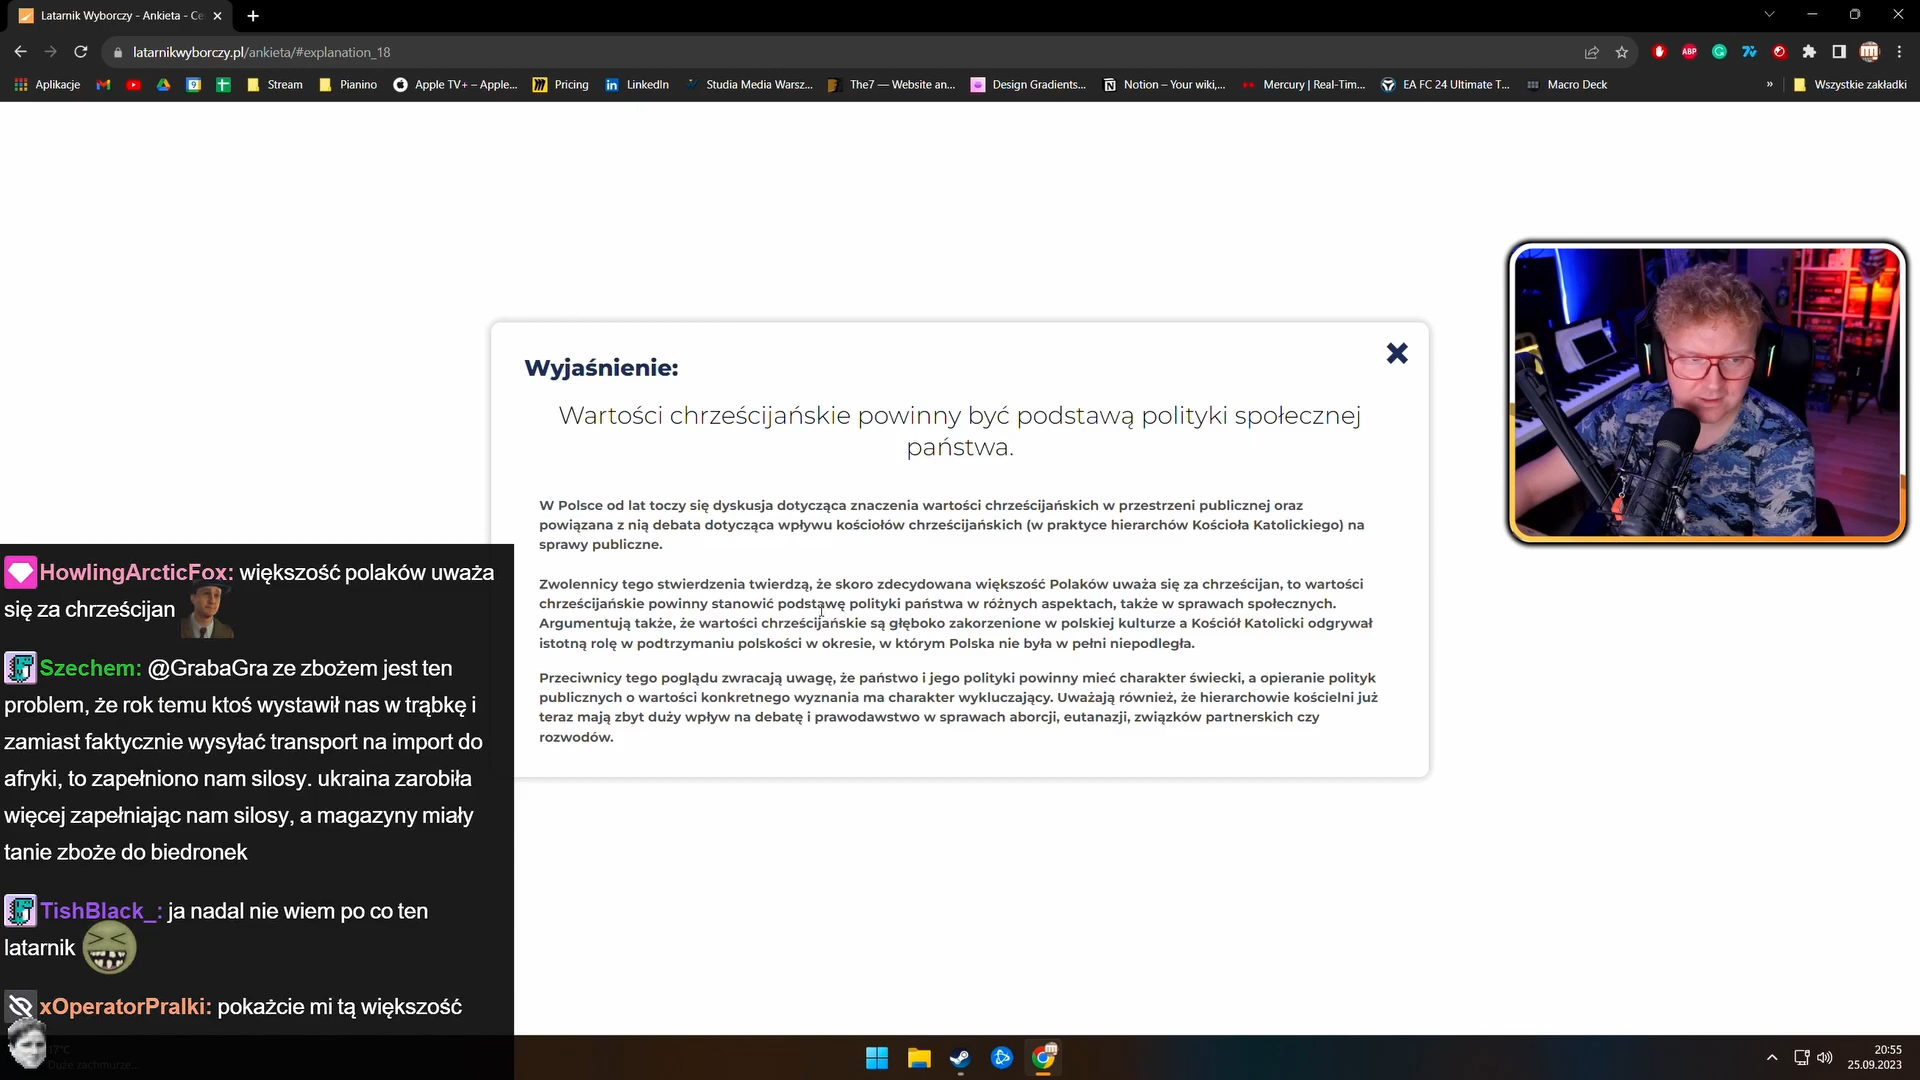 Latarnik Wyborczy - Ankieta - Ce
latarnikwyborczy.pl/ankieta/#explanation_18
ABP
Aplikacje
Stream
Pianino
Apple TV+ – Apple...
Pricing
LinkedIn
Studia Media Warsz...
The7 — Website an...
Design Gradients...
Notion – Your wiki,...
Mercury | Real-Tim...
EA FC 24 Ultimate T...
Macro Deck
»
Wszystkie zakładki
Wyjaśnienie:
Wartości chrześcijańskie powinny być podstawą polityki społecznej
państwa.
W Polsce od lat toczy się dyskusja dotycząca znaczenia wartości chrześcijańskich w przestrzeni publicznej oraz
powiązana z nią debata dotycząca wpływu kościołów chrześcijańskich (w praktyce hierarchów Kościoła Katolickiego) na
sprawy publiczne.
Zwolennicy tego stwierdzenia twierdzą, że skoro zdecydowana większość Polaków uważa się za chrześcijan, to wartości
chrześcijańskie powinny stanowić podstawę polityki państwa w różnych aspektach, także w sprawach społecznych.
Argumentują także, że wartości chrześcijańskie są głęboko zakorzenione w polskiej kulturze a Kościół Katolicki odgrywał
istotną rolę w podtrzymaniu polskości w okresie, w którym Polska nie była w pełni niepodległa.
Przeciwnicy tego poglądu zwracają uwagę, że państwo i jego polityki powinny mieć charakter świecki, a opieranie polityk
publicznych o wartości konkretnego wyznania ma charakter wykluczający. Uważają również, że hierarchowie kościelni już
teraz mają zbyt duży wpływ na debatę i prawodawstwo w sprawach aborcji, eutanazji, związków partnerskich czy
rozwodów.
HowlingArcticFox: większość polaków uważa
się za chrześcijan
Szechem: @GrabaGra ze zbożem jest ten
problem, że rok temu ktoś wystawił nas w trąbkę i
zamiast faktycznie wysyłać transport na import do
afryki, to zapełniono nam silosy. ukraina zarobiła
więcej zapełniając nam silosy, a magazyny miały
tanie zboże do biedronek
TishBlack_: ja nadal nie wiem po co ten
latarnik
xOperatorPralki: pokażcie mi tą większość
17°C
Duże zachmurze...
20:55
25.09.2023